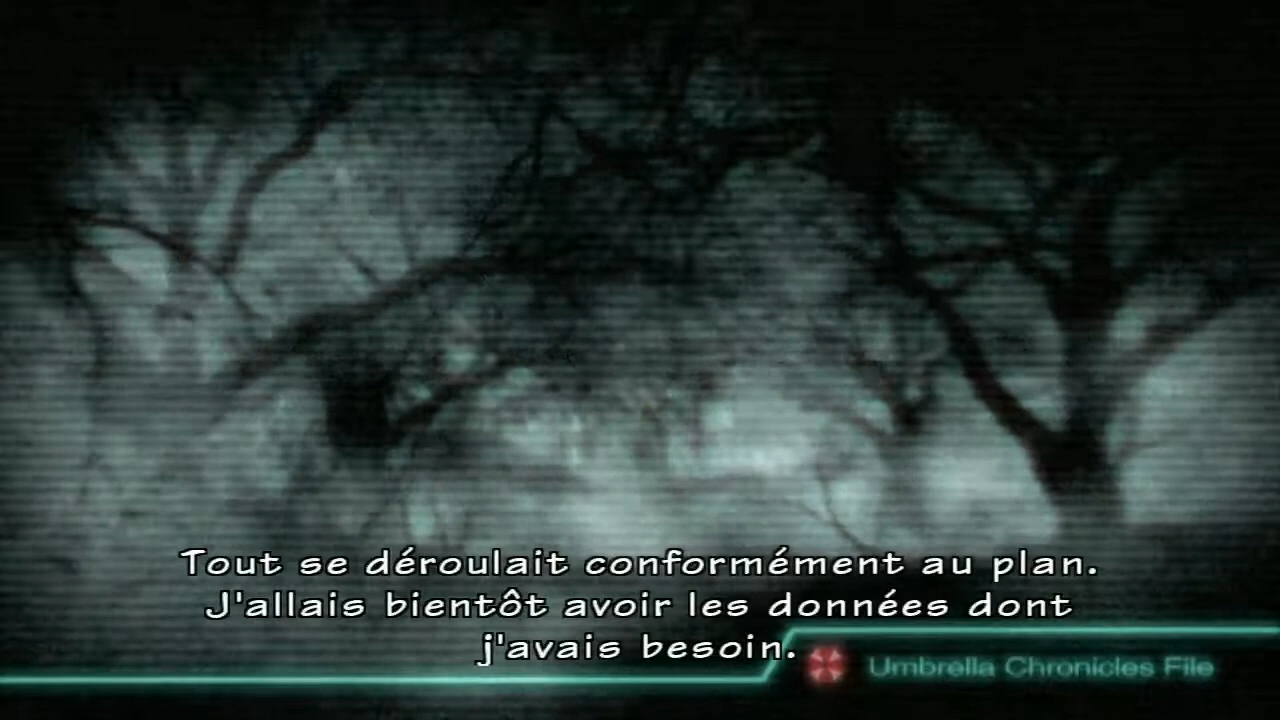 Tout se déroulait conformément au plan.
J'allais bientôt avoir les données dont
j'avais besoin.
Umbrella Chronicles File